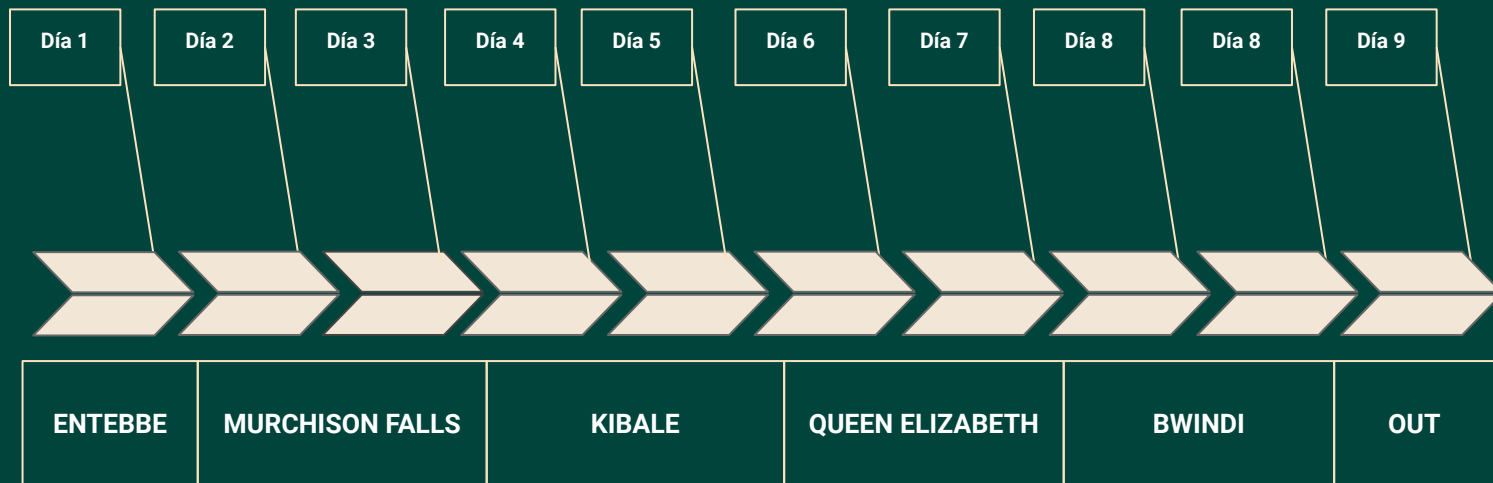 Día 1
Día 2
Día 3
Día 4
Día 5
Día 6
Día 7
Día 8
Día 8
Día 9
ENTEBBE
MURCHISON FALLS
KIBALE
QUEEN ELIZABETH
BWINDI
OUT